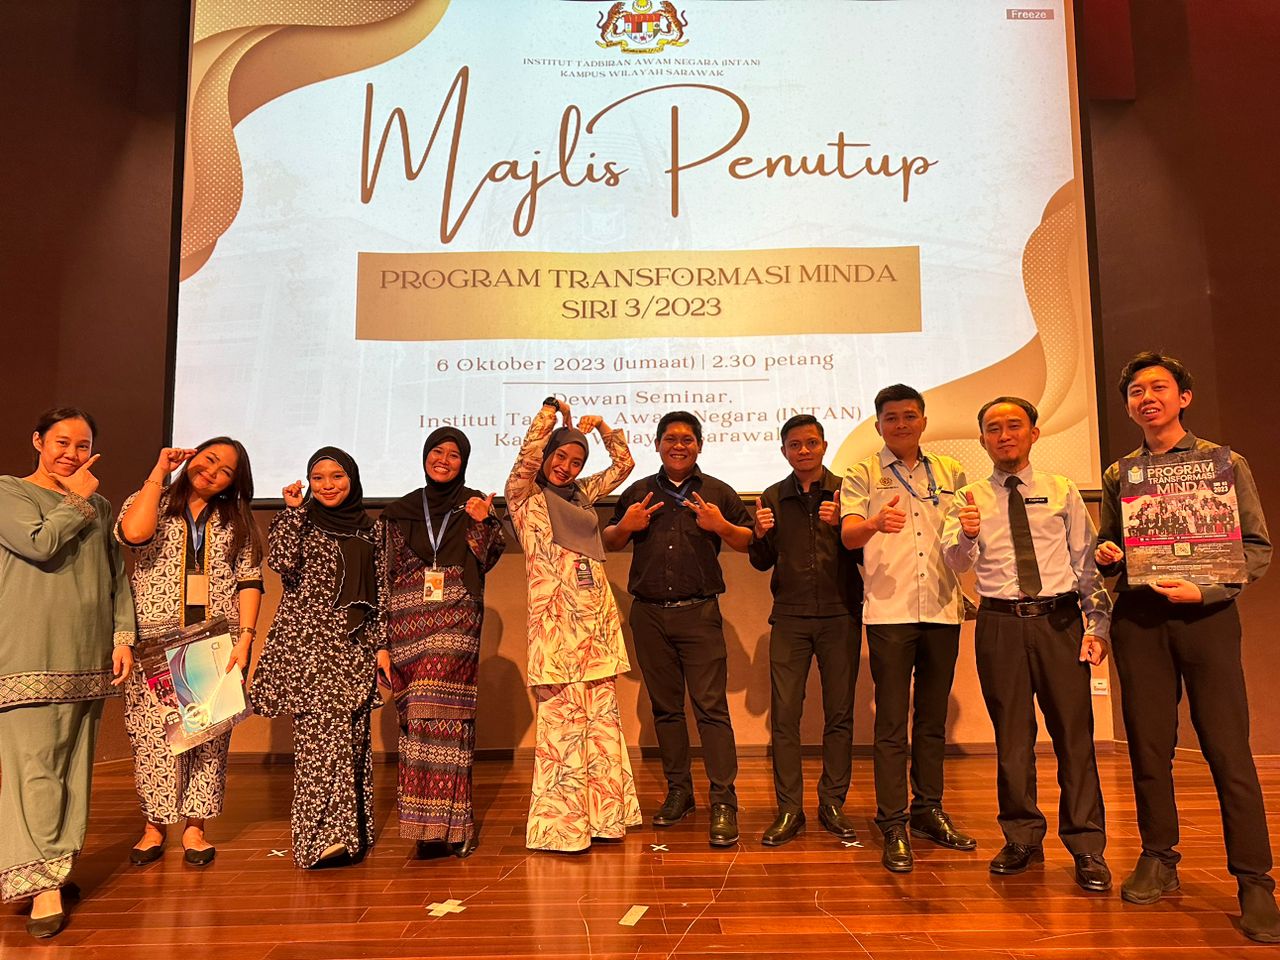 Freeze
INSTITUT TADBIRAN AWAM NEGARA (INTAN)
KAMPUS WILAYAH SARAWAK
Majlis Penutup
PROGRAM TRANSFORMASI MINDA
SIRI 3/2023
6 Oktober 2023 (Jumaat) | 2.30 petang
Dewan Seminar,
Institut Awam Negara (INTAN)
Wilayah Sarawak
PROGRAM
TRANSFORMASI
MINDA
2023